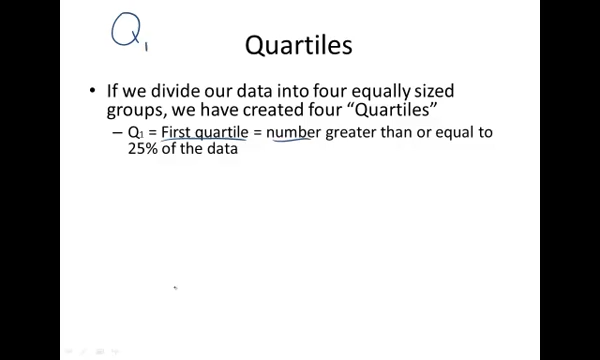 Q1
Quartiles
• If we divide our data into four equally sized
groups, we have created four “Quartiles”
– Q1 = First quartile = number greater than or equal to
25% of the data